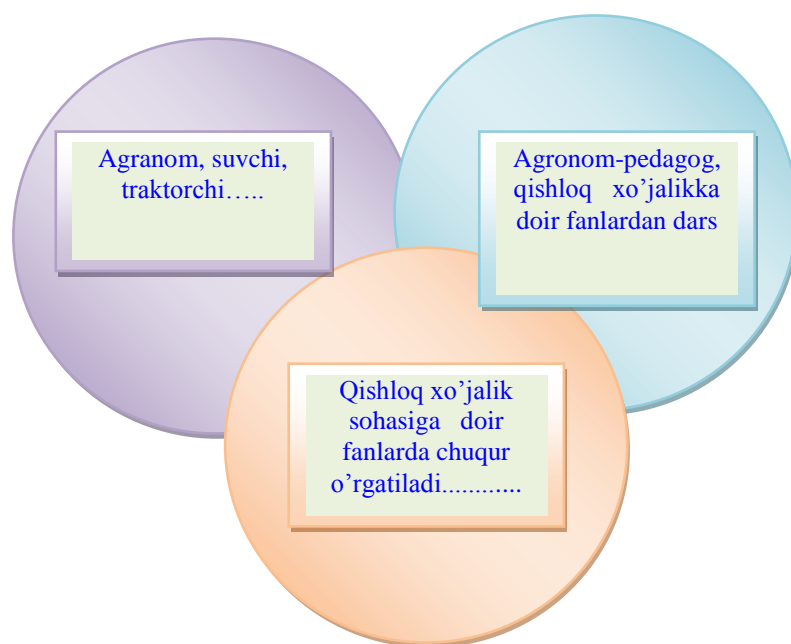 Agranom, suvchi,
traktorchi…..
Agronom-pedagog,
qishloq xo’jalikka
doir fanlardan dars
Qishloq xo’jalik
sohasiga doir
fanlarda chuqur
o’rgatiladi............